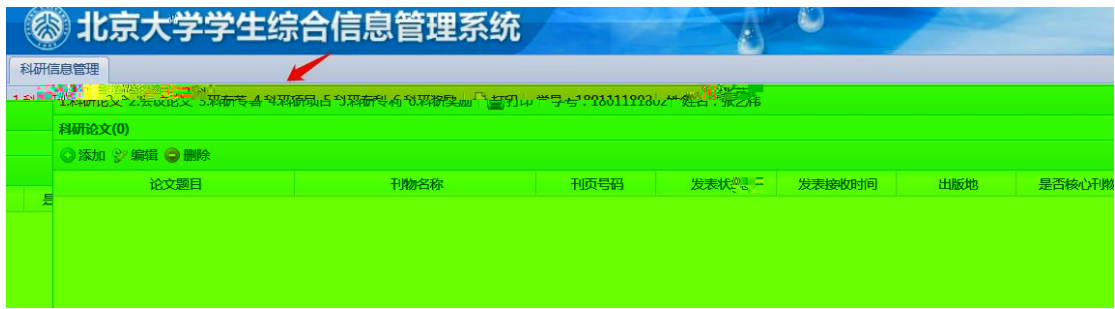 北京大学学生综合信息管理系统
科研信息管理
1.科研论文 2.会议论文 3.科研专著 4.科研项目 5.科研专利 6.科研奖励 打印 学号：1801111802 姓名：张艺伟
科研论文(0)
添加 编辑 删除
论文题目 刊物名称 刊页号码 发表状态 发表接收时间 出版地 是否核心刊物
是